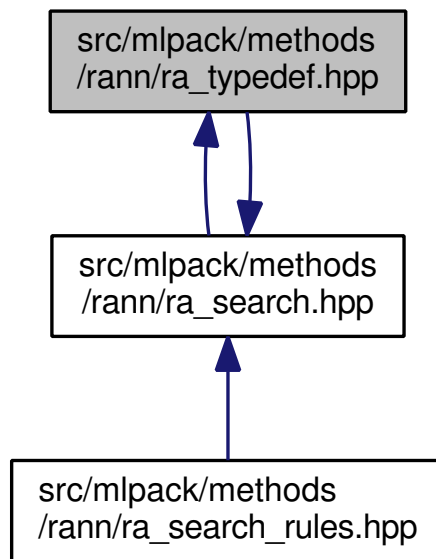 src/mlpack/methods
/rann/ra_typedef.hpp
src/mlpack/methods
/rann/ra_search.hpp
src/mlpack/methods
/rann/ra_search_rules.hpp